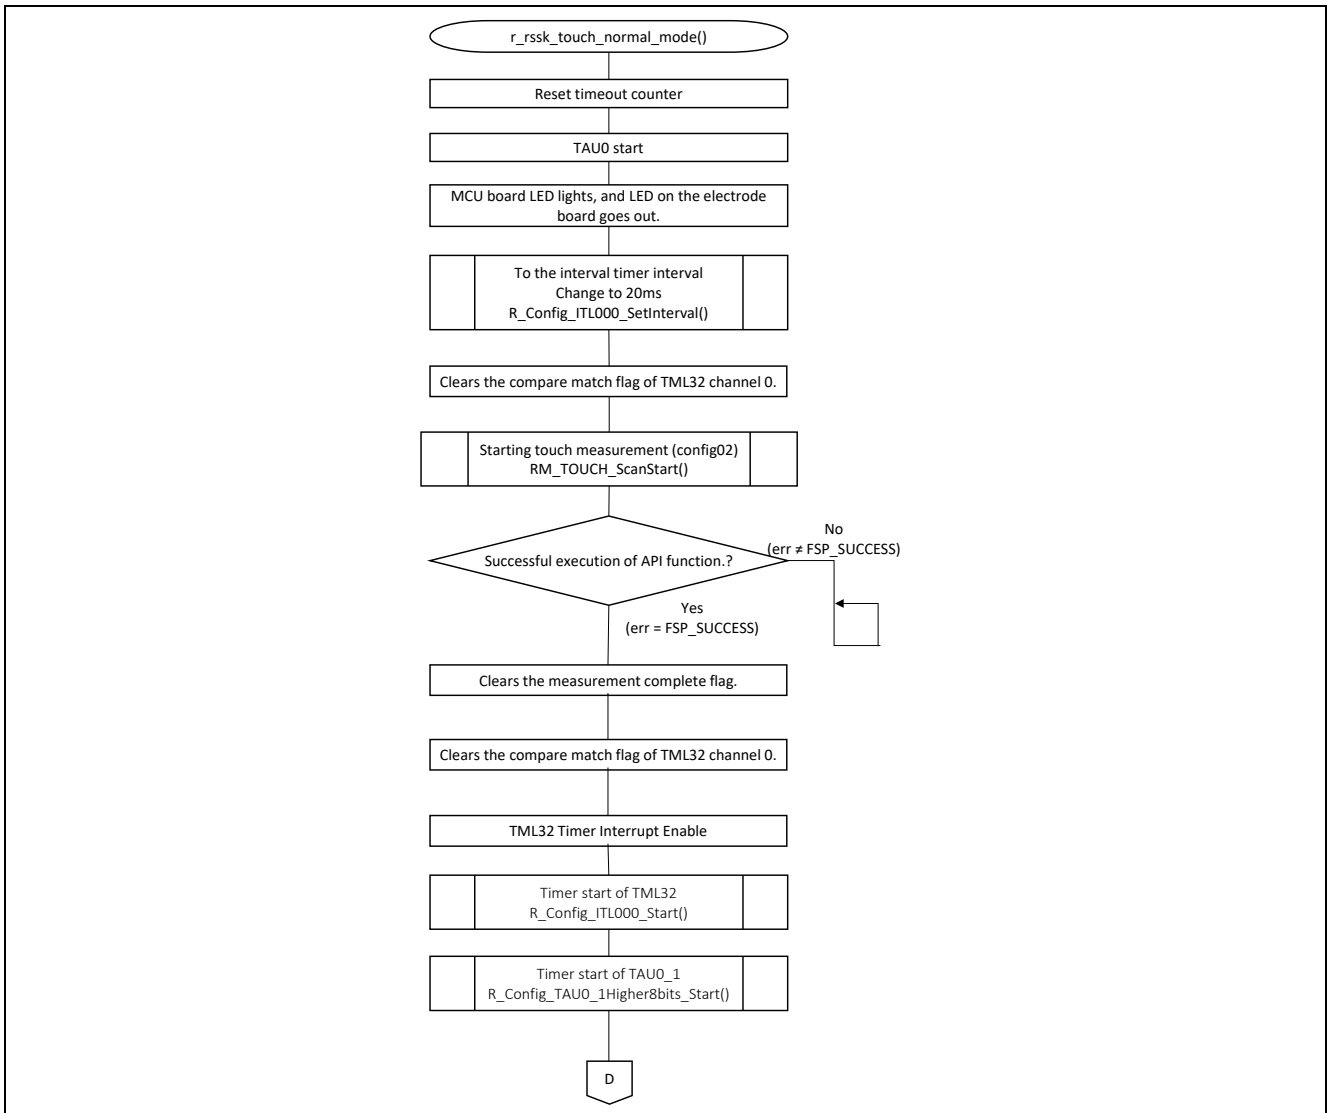 r_rssk_touch_normal_mode()
Reset timeout counter
TAU0 start
MCU board LED lights, and LED on the electrode
board goes out.
To the interval timer interval
Change to 20ms
R_Config_ITL000_SetInterval()
Clears the compare match flag of TML32 channel 0.
Starting touch measurement (config02)
RM_TOUCH_ScanStart()
No
(err ≠ FSP_SUCCESS)
Successful execution of API function.?
Yes
(err = FSP_SUCCESS)
Clears the measurement complete flag.
Clears the compare match flag of TML32 channel 0.
TML32 Timer Interrupt Enable
Timer start of TML32
R_Config_ITL000_Start()
Timer start of TAU0_1
R_Config_TAU0_1Higher8bits_Start()
D